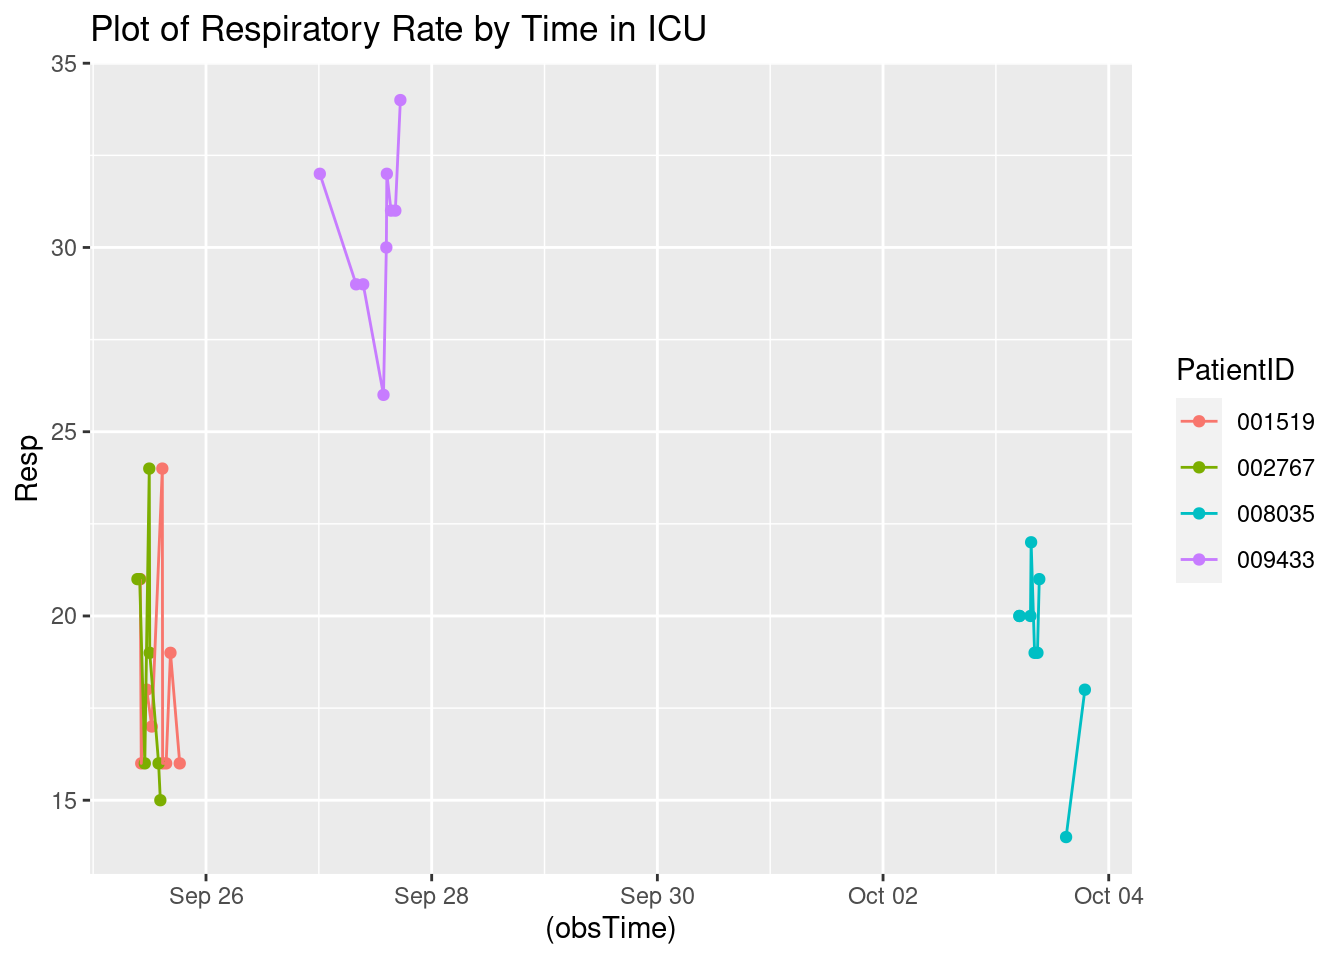 Plot of Respiratory Rate by Time in ICU
35
30
25
20
15
Resp
Sep 26
Sep 28
Sep 30
Oct 02
Oct 04
(obsTime)
PatientID
001519
002767
008035
009433